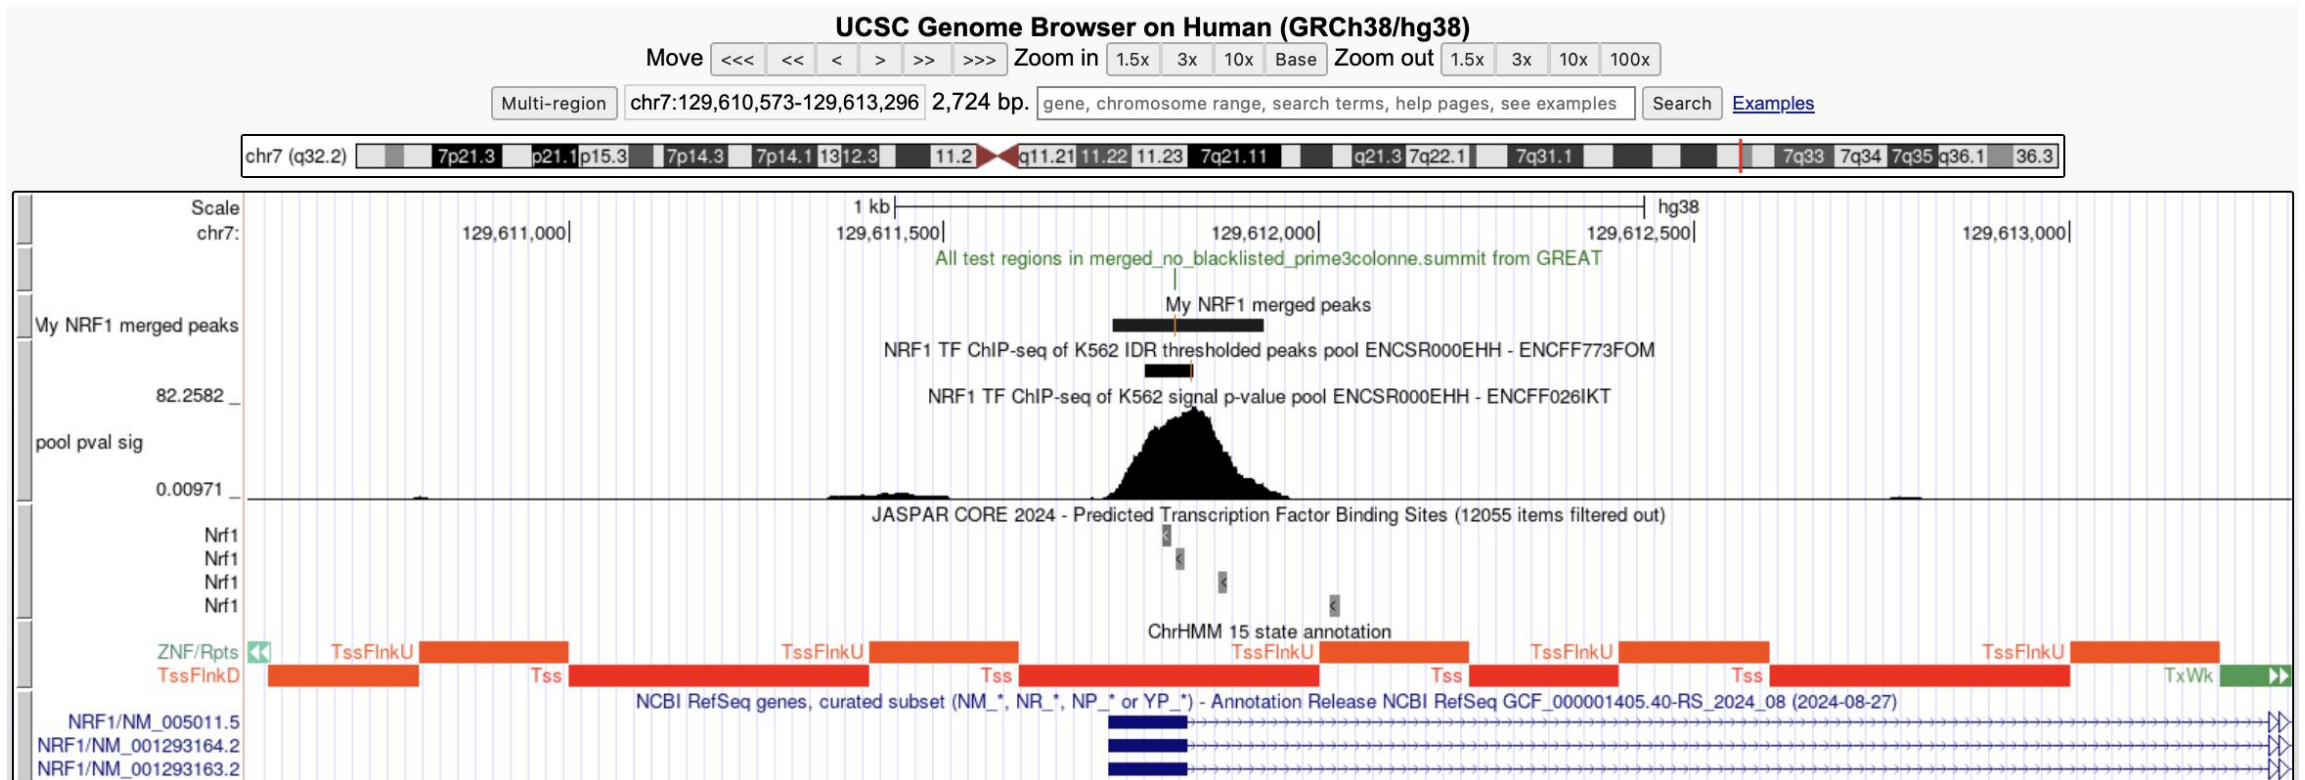 UCSC Genome Browser on Human (GRCh38/hg38)
Move <<< << < > >> >>> Zoom in 1.5x 3x 10x Base Zoom out 1.5x 3x 10x 100x
Multi-region chr7:129,610,573-129,613,296 2,724 bp. gene, chromosome range, search terms, help pages, see examples Search Examples
chr7 (q32.2) 7p21.3 p21.1 p15.3 7p14.3 7p14.1 13 12.3 11.2 q11.21 11.22 11.23 7q21.11 q21.3 7q22.1 7q31.1 7q33 7q34 7q35 q36.1 36.3
Scale 1 kb hg38
chr7: 129,611,000 129,611,500 129,612,000 129,612,500 129,613,000
All test regions in merged_no_blacklisted_prime3colonne.summit from GREAT
My NRF1 merged peaks
My NRF1 merged peaks
NRF1 TF ChIP-seq of K562 IDR thresholded peaks pool ENCSR000EHH - ENCFF773FOM
82.2582 _ NRF1 TF ChIP-seq of K562 signal p-value pool ENCSR000EHH - ENCFF026IKT
pool pval sig
0.00971 _
JASPAR CORE 2024 - Predicted Transcription Factor Binding Sites (12055 items filtered out)
Nrf1
Nrf1
Nrf1
Nrf1
ChrHMM 15 state annotation
ZNF/Rpts TssFlnkU TssFlnkU TssFlnkU TssFlnkU TssFlnkU
TssFlnkD Tss Tss Tss Tss TxWk
NCBI RefSeq genes, curated subset (NM_*, NR_*, NP_* or YP_*) - Annotation Release NCBI RefSeq GCF_000001405.40-RS_2024_08 (2024-08-27)
NRF1/NM_005011.5
NRF1/NM_001293164.2
NRF1/NM_001293163.2